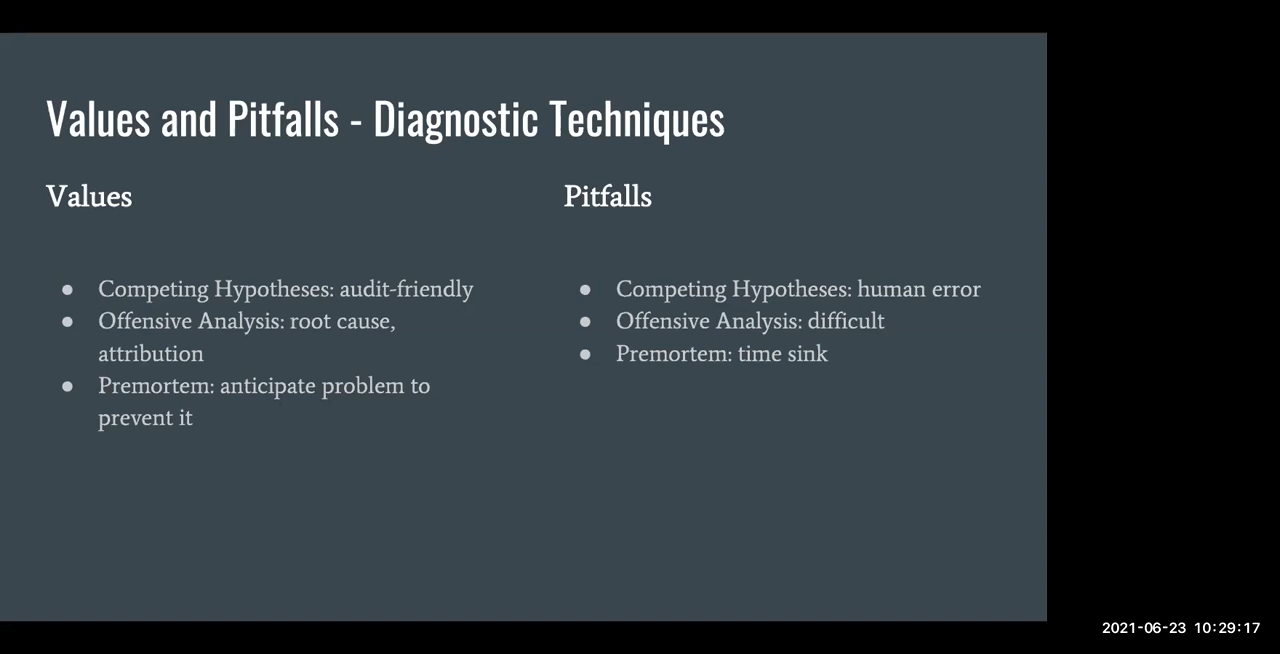 Values and Pitfalls - Diagnostic Techniques
Values
● Competing Hypotheses: audit-friendly
● Offensive Analysis: root cause,
attribution
● Premortem: anticipate problem to
prevent it
Pitfalls
● Competing Hypotheses: human error
● Offensive Analysis: difficult
● Premortem: time sink
2021-06-23 10:29:17